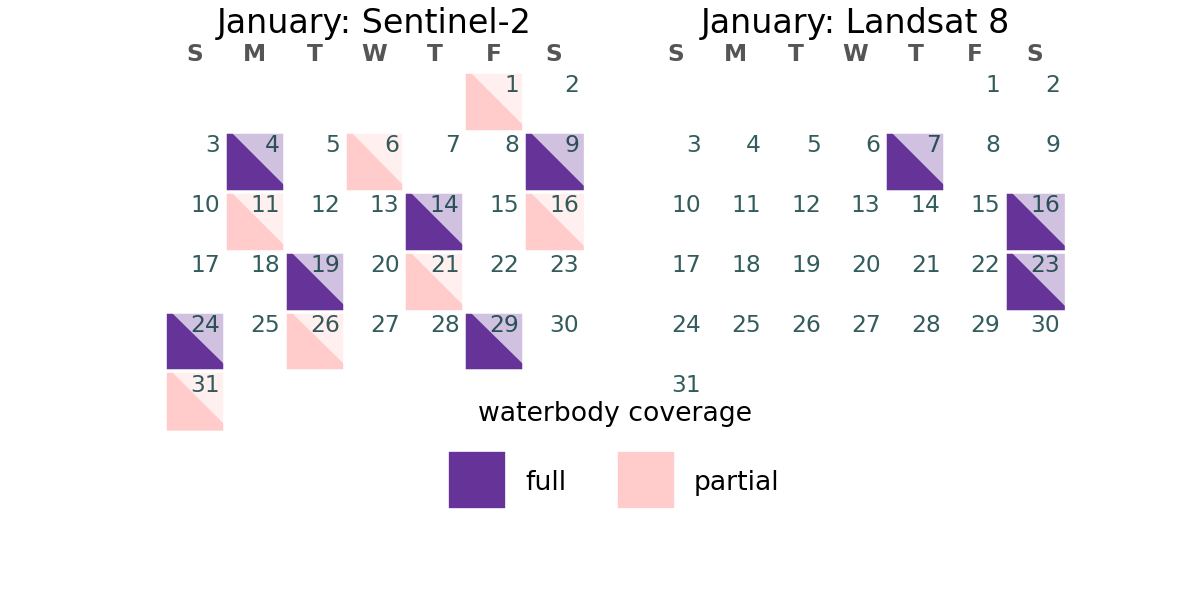 January: Sentinel-2
S M T W T F S
1 2
3 4 5 6 7 8 9
10 11 12 13 14 15 16
17 18 19 20 21 22 23
24 25 26 27 28 29 30
31
January: Landsat 8
S M T W T F S
1 2
3 4 5 6 7 8 9
10 11 12 13 14 15 16
17 18 19 20 21 22 23
24 25 26 27 28 29 30
31
waterbody coverage
full partial